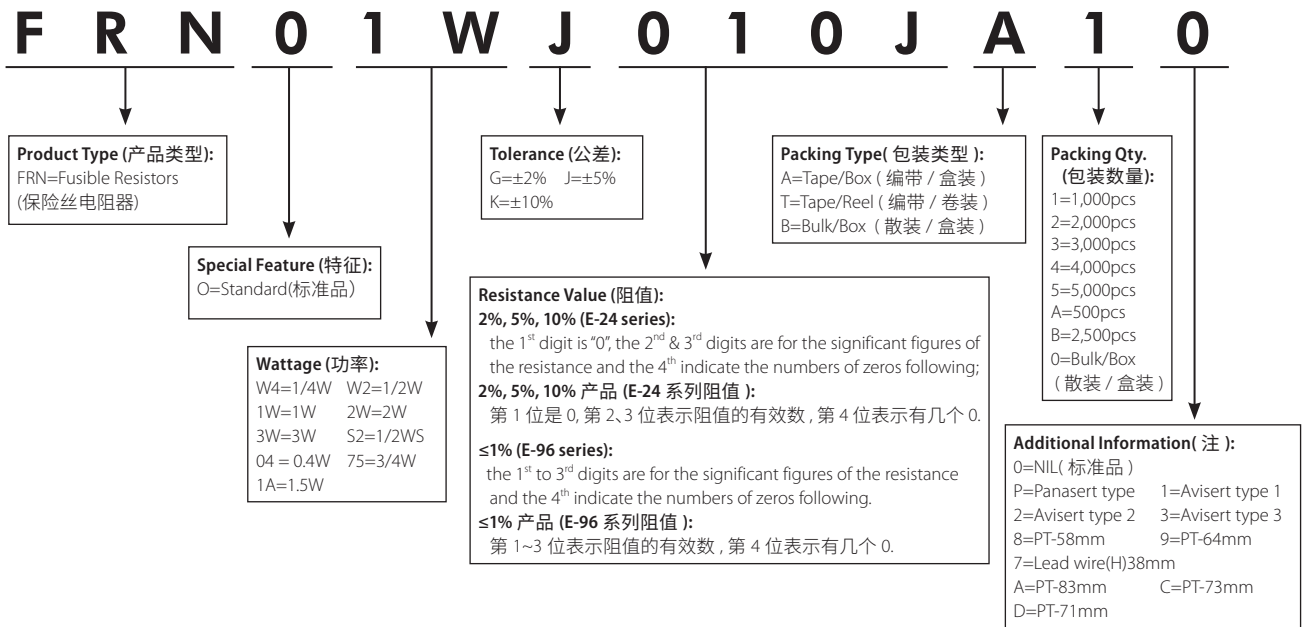 F R N 0 1 W J 0 1 0 J A 1 0
Product Type (产品类型):
FRN=Fusible Resistors
(保险丝电阻器)
Special Feature (特征):
O=Standard(标准品)
Wattage (功率):
W4=1/4W W2=1/2W
1W=1W 2W=2W
3W=3W S2=1/2WS
04 = 0.4W 75=3/4W
1A=1.5W
Tolerance (公差):
G=±2% J=±5%
K=±10%
Resistance Value (阻值):
2%, 5%, 10% (E-24 series):
the 1st digit is "0", the 2nd & 3rd digits are for the significant figures of
the resistance and the 4th indicate the numbers of zeros following;
2%, 5%, 10% 产品 (E-24 系列阻值 ):
第 1 位是 0, 第 2、3 位表示阻值的有效数 , 第 4 位表示有几个 0.
≤1% (E-96 series):
the 1st to 3rd digits are for the significant figures of the resistance
and the 4th indicate the numbers of zeros following.
≤1% 产品 (E-96 系列阻值 ):
第 1~3 位表示阻值的有效数 , 第 4 位表示有几个 0.
Packing Type( 包装类型 ):
A=Tape/Box ( 编带 / 盒装 )
T=Tape/Reel ( 编带 / 卷装 )
B=Bulk/Box ( 散装 / 盒装 )
Packing Qty.
(包装数量):
1=1,000pcs
2=2,000pcs
3=3,000pcs
4=4,000pcs
5=5,000pcs
A=500pcs
B=2,500pcs
0=Bulk/Box
( 散装 / 盒装 )
Additional Information( 注 ):
0=NIL( 标准品 )
P=Panasert type 1=Avisert type 1
2=Avisert type 2 3=Avisert type 3
8=PT-58mm 9=PT-64mm
7=Lead wire(H)38mm
A=PT-83mm C=PT-73mm
D=PT-71mm